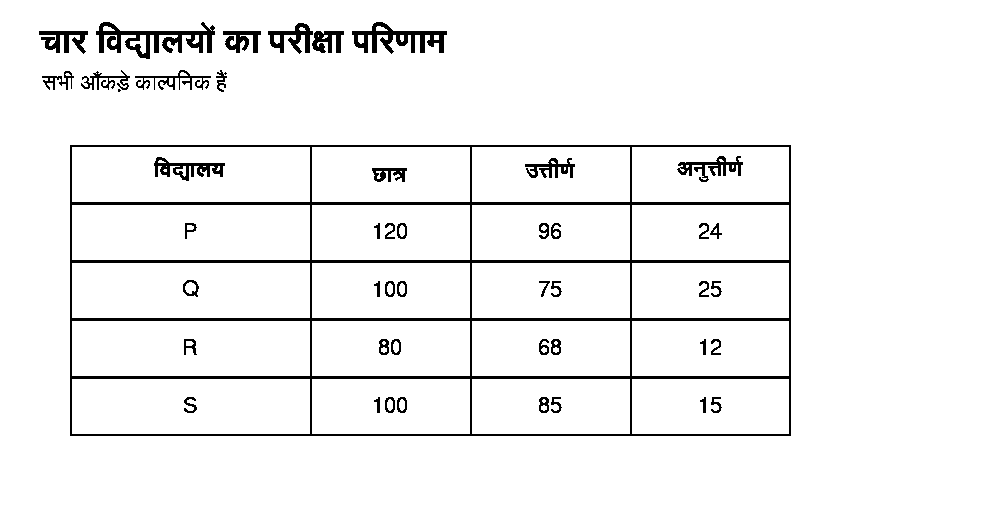 चार विद्यालयों का परीक्षा परिणाम
सभी आँकड़े काल्पनिक हैं
विद्यालय छात्र उत्तीर्ण अनुत्तीर्ण
P 120 96 24
Q 100 75 25
R 80 68 12
S 100 85 15